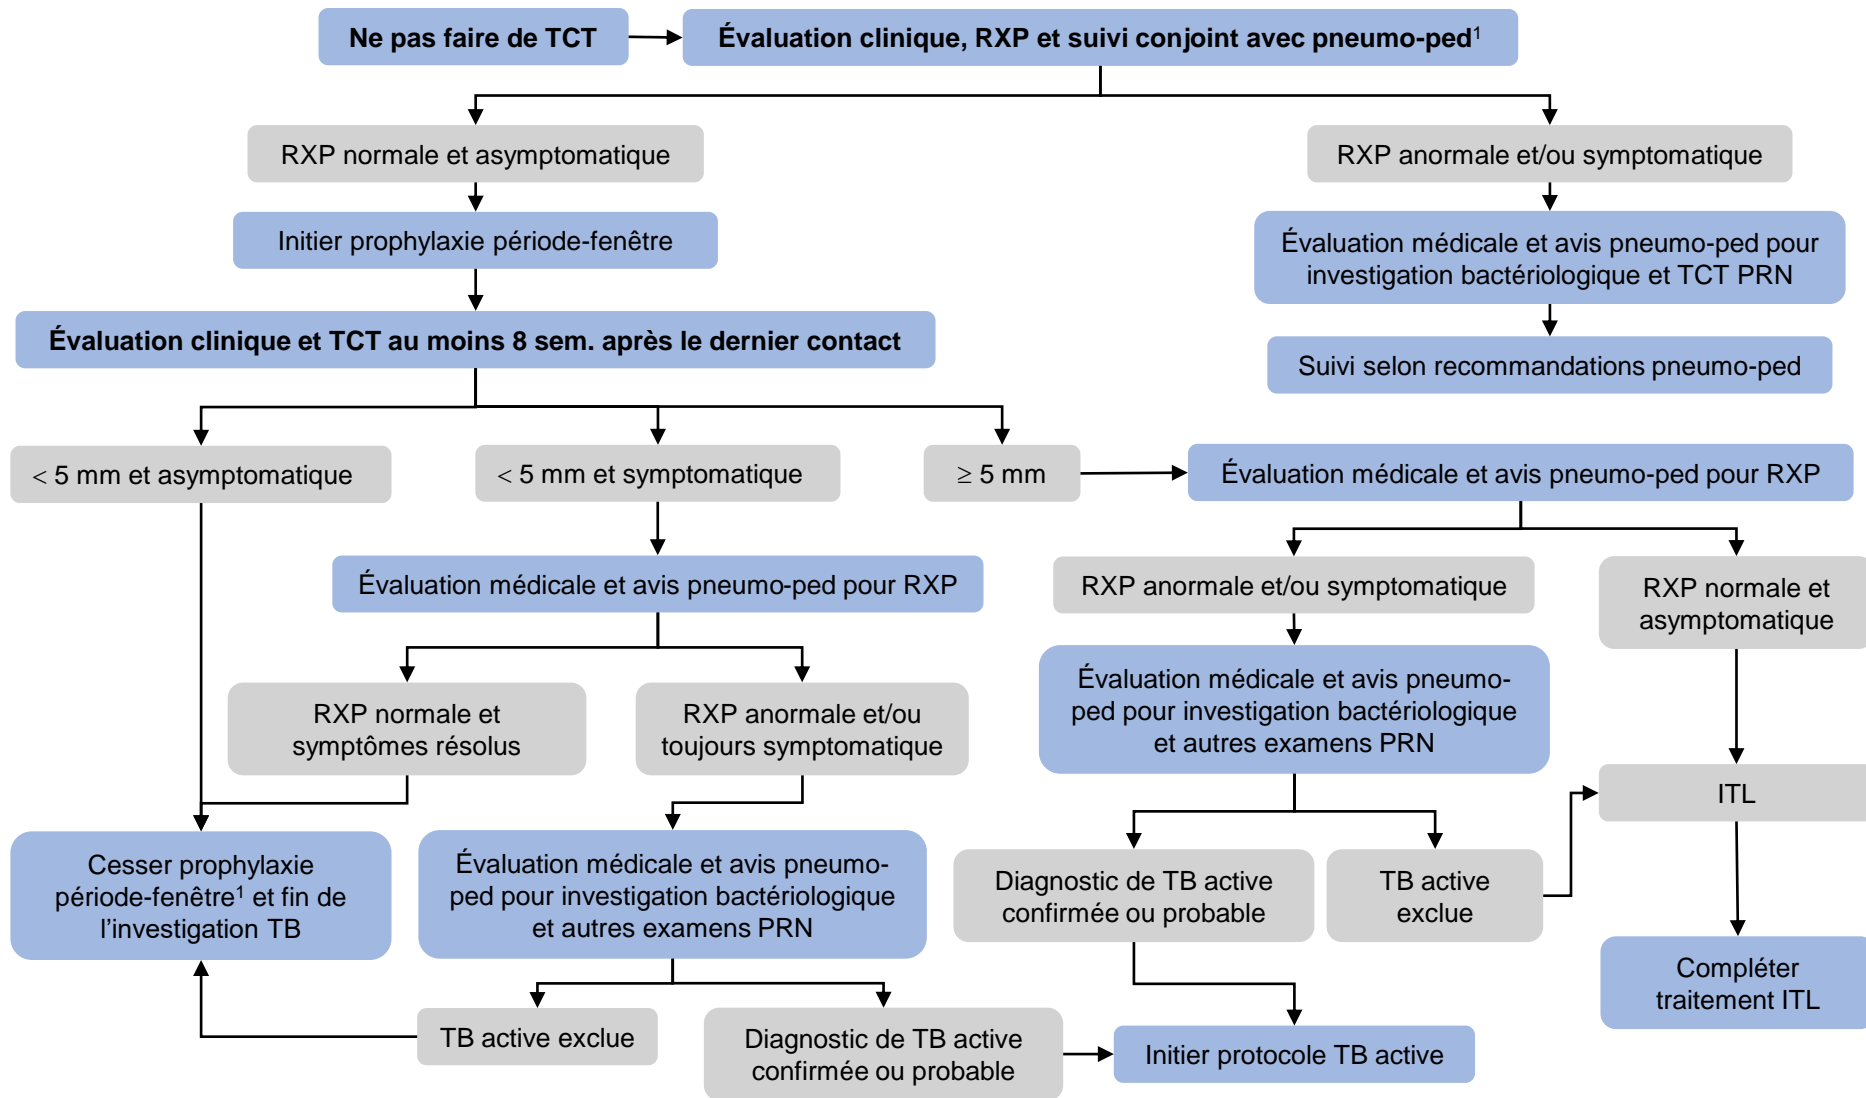 Ne pas faire de TCT
Évaluation clinique, RXP et suivi conjoint avec pneumo-ped¹
RXP normale et asymptomatique
RXP anormale et/ou symptomatique
Initier prophylaxie période-fenêtre
Évaluation médicale et avis pneumo-ped pour
investigation bactériologique et TCT PRN
Évaluation clinique et TCT au moins 8 sem. après le dernier contact
Suivi selon recommandations pneumo-ped
< 5 mm et asymptomatique
< 5 mm et symptomatique
≥ 5 mm
Évaluation médicale et avis pneumo-ped pour RXP
Évaluation médicale et avis pneumo-ped pour RXP
RXP anormale et/ou symptomatique
RXP normale et
asymptomatique
RXP normale et
symptômes résolus
RXP anormale et/ou
toujours symptomatique
Évaluation médicale et avis pneumo-
ped pour investigation bactériologique
et autres examens PRN
ITL
Cesser prophylaxie
période-fenêtre¹ et fin de
l’investigation TB
Évaluation médicale et avis pneumo-
ped pour investigation bactériologique
et autres examens PRN
Diagnostic de TB active
confirmée ou probable
TB active
exclue
Compléter
traitement ITL
TB active exclue
Diagnostic de TB active
confirmée ou probable
Initier protocole TB active